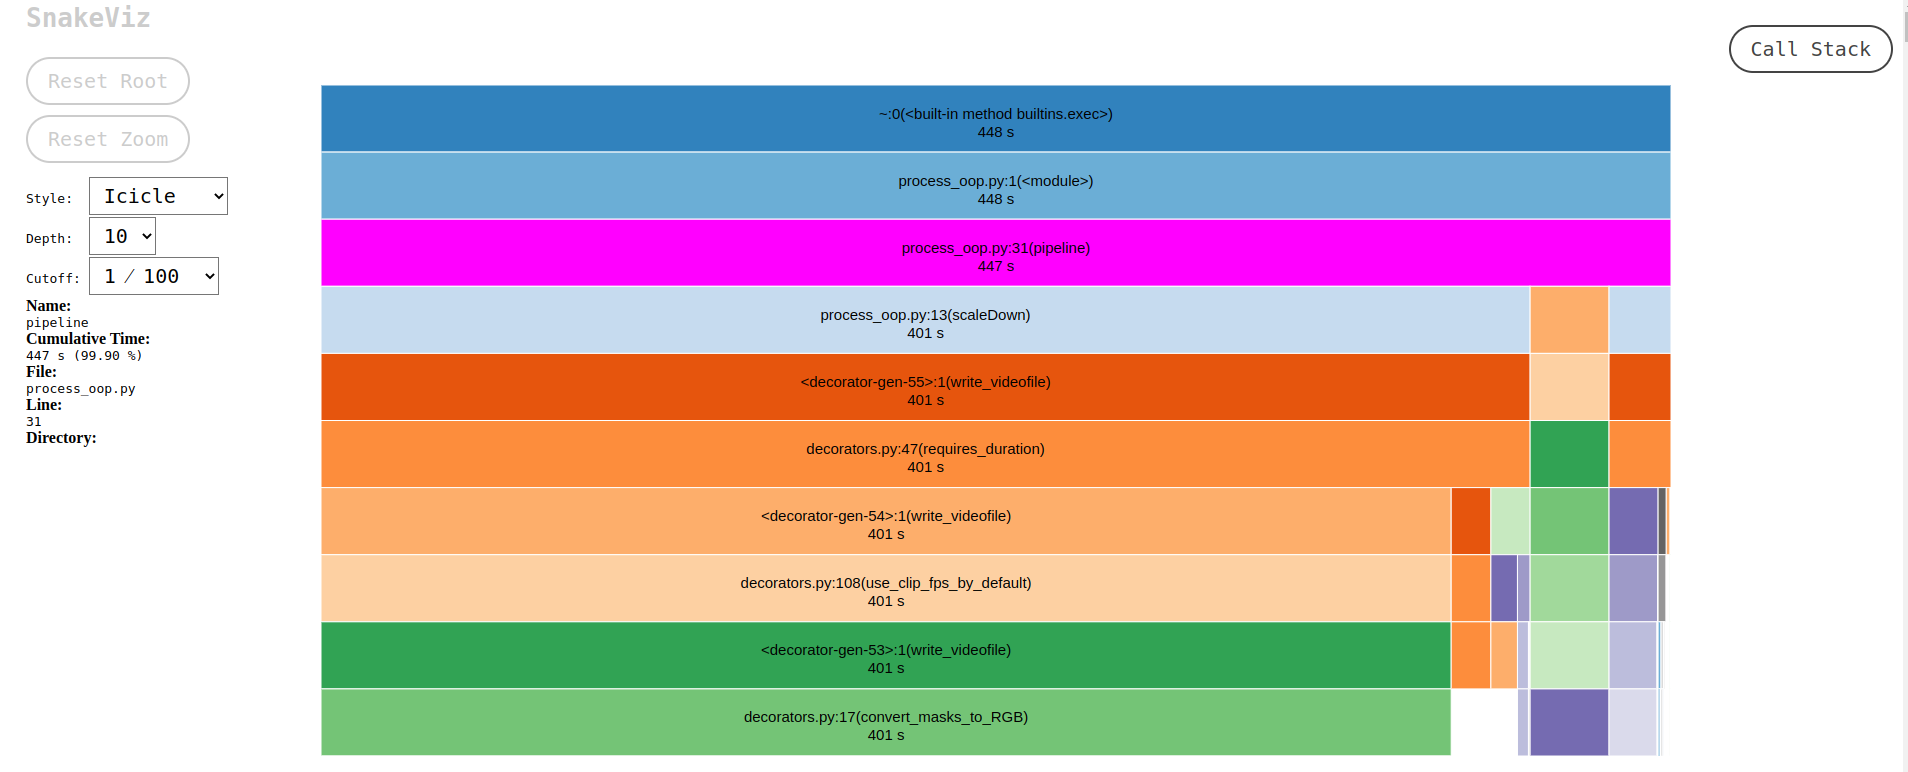 SnakeViz
Call Stack
Reset Root
Reset Zoom
Style: Icicle
Depth: 10
Cutoff: 1 / 100
Name:
pipeline
Cumulative Time:
447 s (99.90 %)
File:
process_oop.py
Line:
31
Directory:
~:0(<built-in method builtins.exec>)
448 s
process_oop.py:1(<module>)
448 s
process_oop.py:31(pipeline)
447 s
process_oop.py:13(scaleDown)
401 s
<decorator-gen-55>:1(write_videofile)
401 s
decorators.py:47(requires_duration)
401 s
<decorator-gen-54>:1(write_videofile)
401 s
decorators.py:108(use_clip_fps_by_default)
401 s
<decorator-gen-53>:1(write_videofile)
401 s
decorators.py:17(convert_masks_to_RGB)
401 s